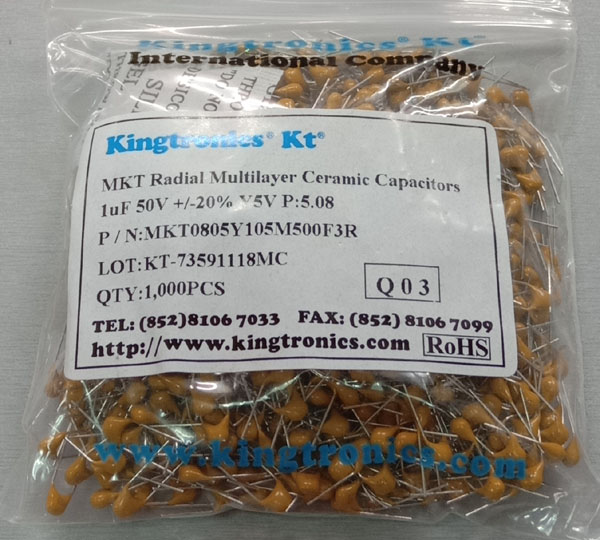 Kingtronics® Kt®
International Company
Kingtronics® Kt®
MKT Radial Multilayer Ceramic Capacitors
1uF 50V +/-20% Y5V P:5.08
P / N:MKT0805Y105M500F3R
LOT:KT-73591118MC
QTY:1,000PCS
Q 0 3
TEL: (852)8106 7033 FAX: (852) 8106 7099
http://www.kingtronics.com RoHS
www.kingtronics.com